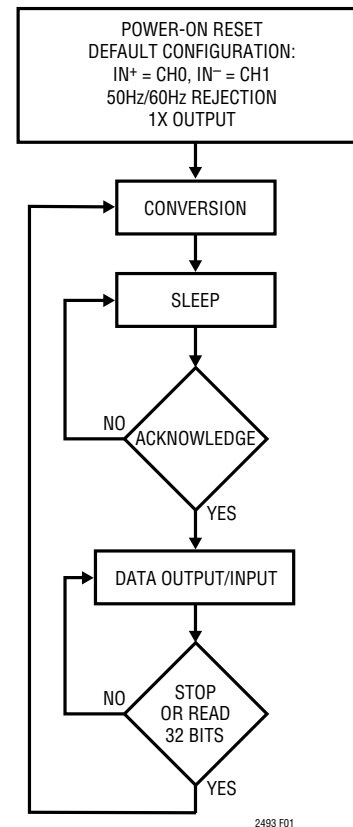 POWER-ON RESET
DEFAULT CONFIGURATION:
IN⁺ = CH0, IN⁻ = CH1
50Hz/60Hz REJECTION
1X OUTPUT
CONVERSION
SLEEP
NO
ACKNOWLEDGE
YES
DATA OUTPUT/INPUT
NO
STOP
OR READ
32 BITS
YES
2493 F01